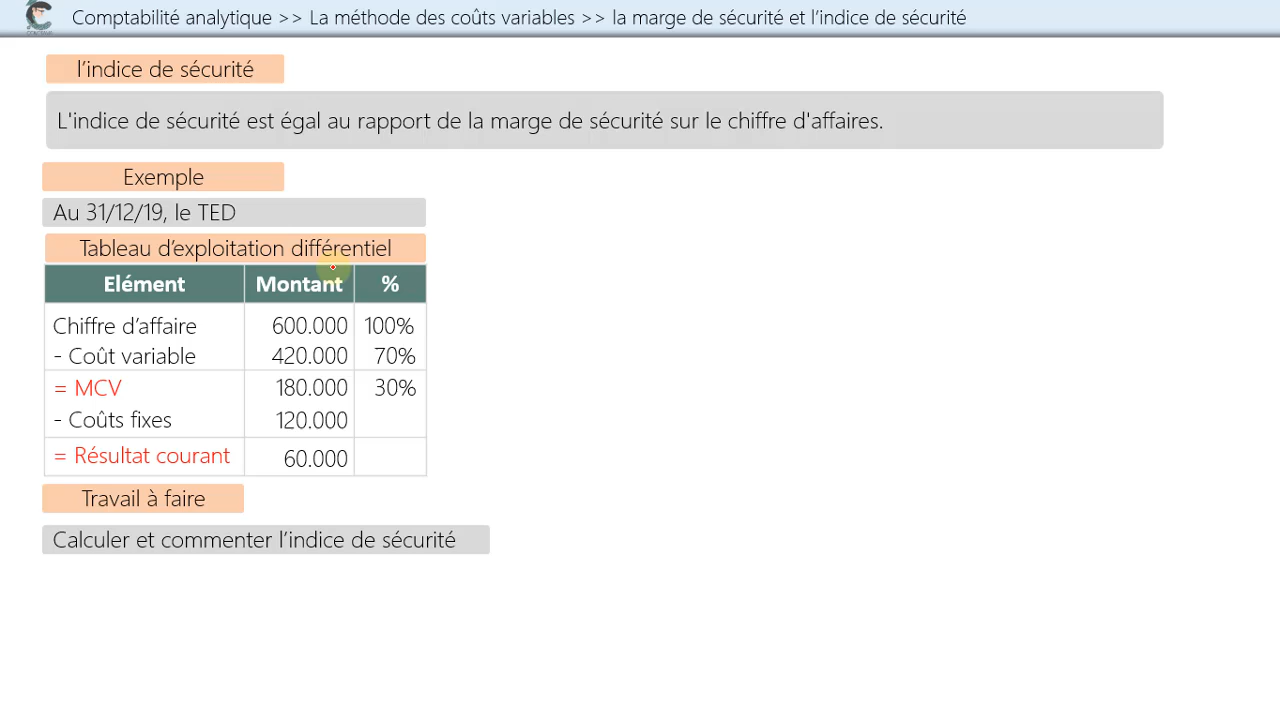 Comptabilité analytique >> La méthode des coûts variables >> la marge de sécurité et l’indice de sécurité
l’indice de sécurité
L'indice de sécurité est égal au rapport de la marge de sécurité sur le chiffre d'affaires.
Exemple
Au 31/12/19, le TED
Tableau d’exploitation différentiel
Elément Montant %
Chiffre d’affaire 600.000 100%
- Coût variable 420.000 70%
= MCV 180.000 30%
- Coûts fixes 120.000
= Résultat courant 60.000
Travail à faire
Calculer et commenter l’indice de sécurité